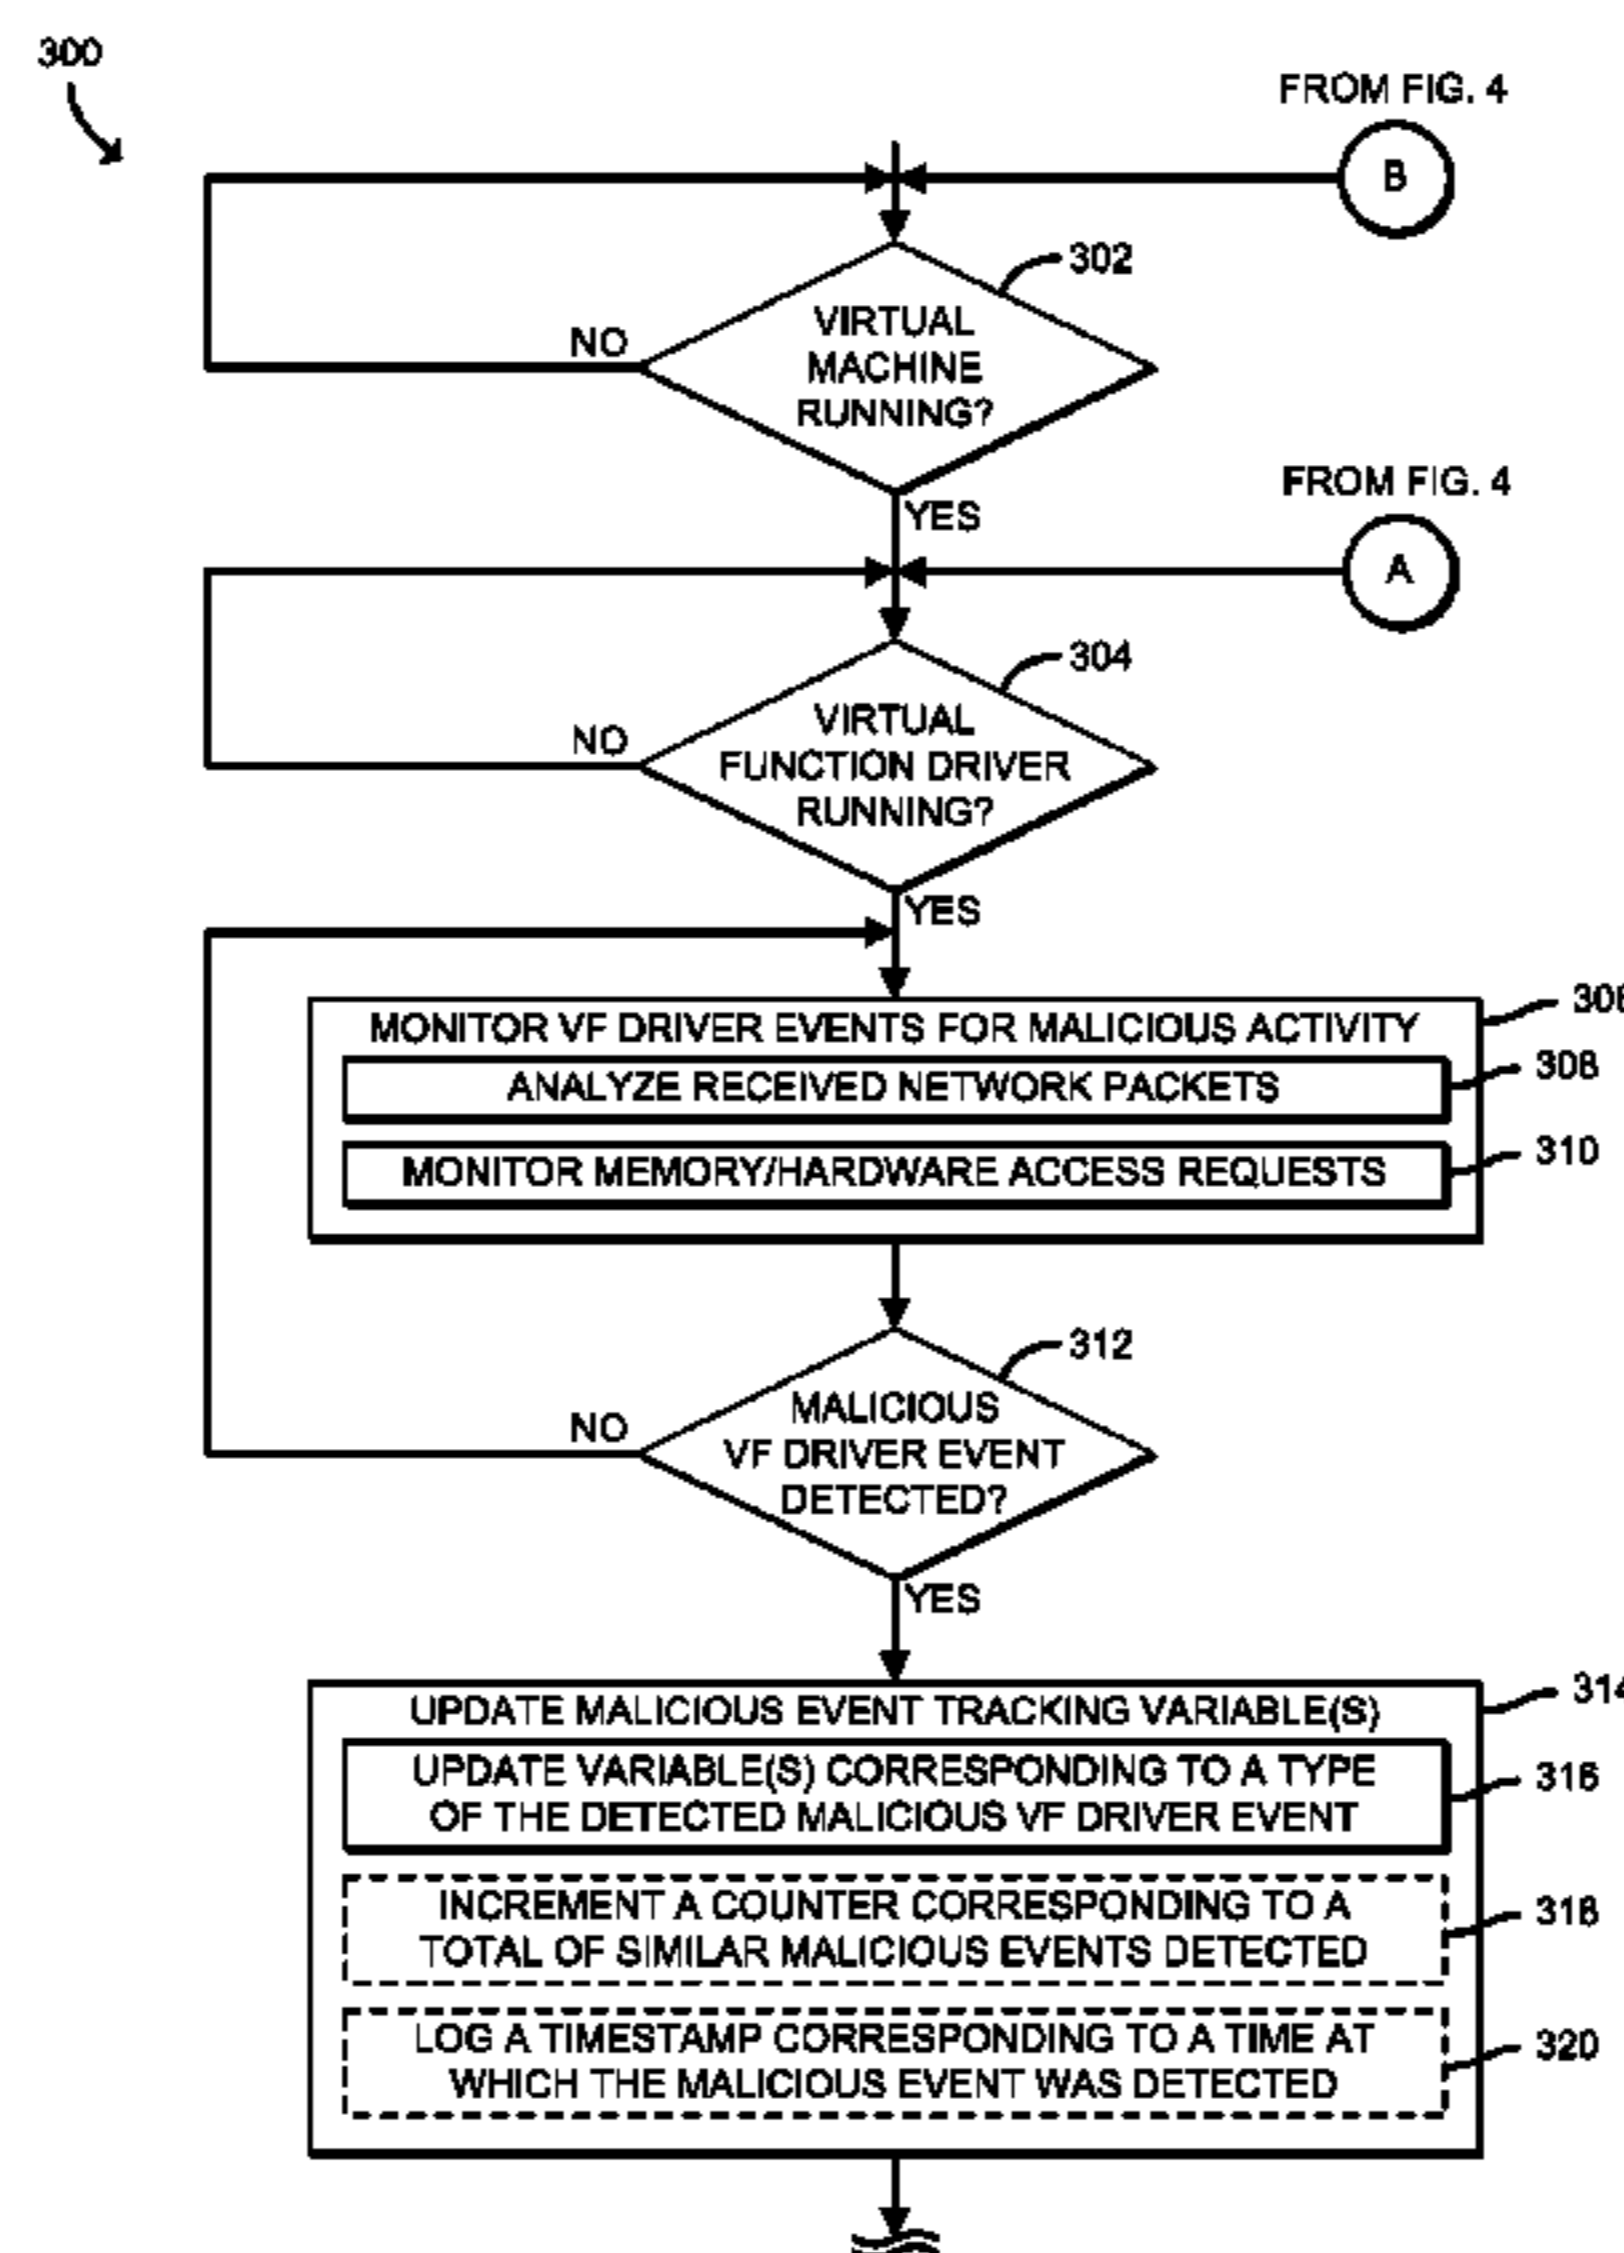 300
FROM FIG. 4
B
302
VIRTUAL
MACHINE
RUNNING?
NO
YES
FROM FIG. 4
A
304
VIRTUAL
FUNCTION DRIVER
RUNNING?
NO
YES
306
MONITOR VF DRIVER EVENTS FOR MALICIOUS ACTIVITY
308
ANALYZE RECEIVED NETWORK PACKETS
310
MONITOR MEMORY/HARDWARE ACCESS REQUESTS
312
MALICIOUS
VF DRIVER EVENT
DETECTED?
NO
YES
314
UPDATE MALICIOUS EVENT TRACKING VARIABLE(S)
316
UPDATE VARIABLE(S) CORRESPONDING TO A TYPE
OF THE DETECTED MALICIOUS VF DRIVER EVENT
318
INCREMENT A COUNTER CORRESPONDING TO A
TOTAL OF SIMILAR MALICIOUS EVENTS DETECTED
320
LOG A TIMESTAMP CORRESPONDING TO A TIME AT
WHICH THE MALICIOUS EVENT WAS DETECTED